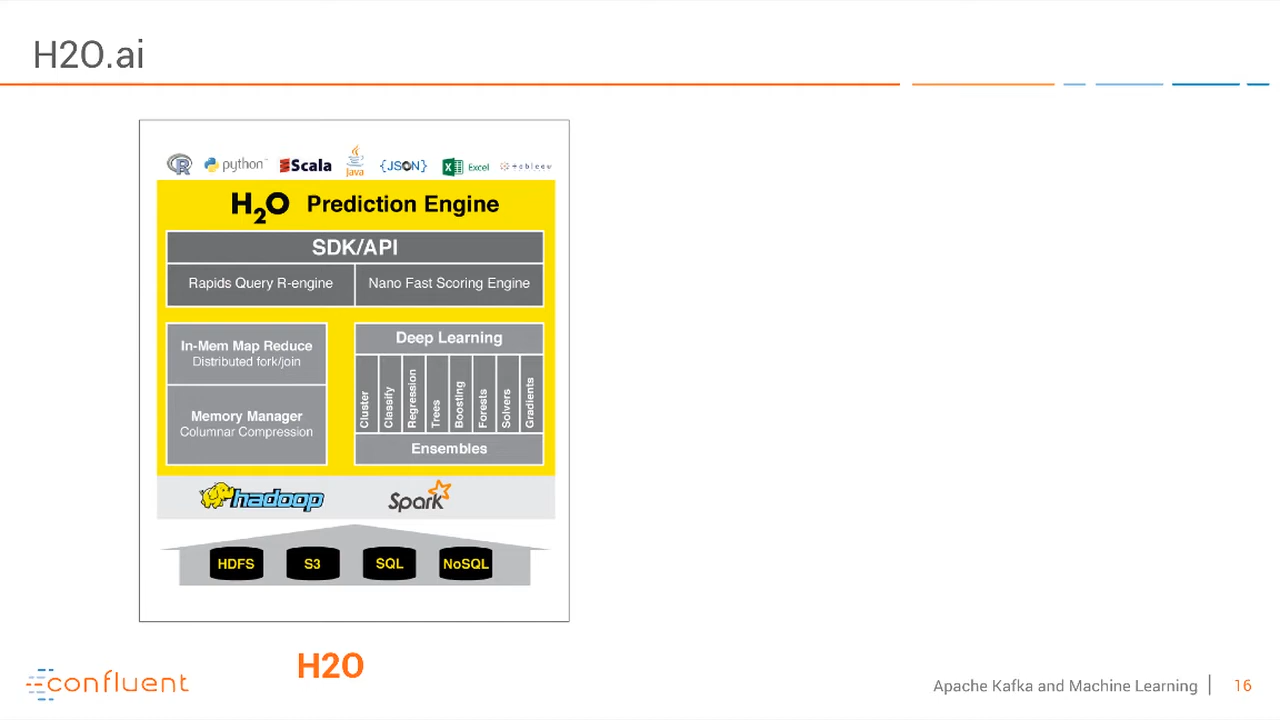 H2O.ai
R python Scala Java {JSON} Excel tableau
H2O Prediction Engine
SDK/API
Rapids Query R-engine
Nano Fast Scoring Engine
In-Mem Map Reduce
Distributed fork/join
Memory Manager
Columnar Compression
Deep Learning
Cluster
Classify
Regression
Trees
Boosting
Forests
Solvers
Gradients
Ensembles
hadoop Spark
HDFS S3 SQL NoSQL
H2O
confluent
Apache Kafka and Machine Learning | 16